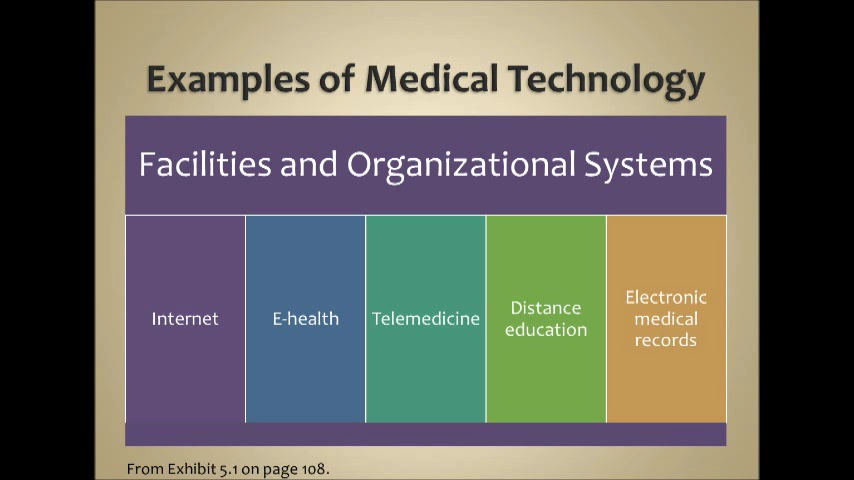 Examples of Medical Technology
Facilities and Organizational Systems
Internet
E-health
Telemedicine
Distance
education
Electronic
medical
records
From Exhibit 5.1 on page 108.